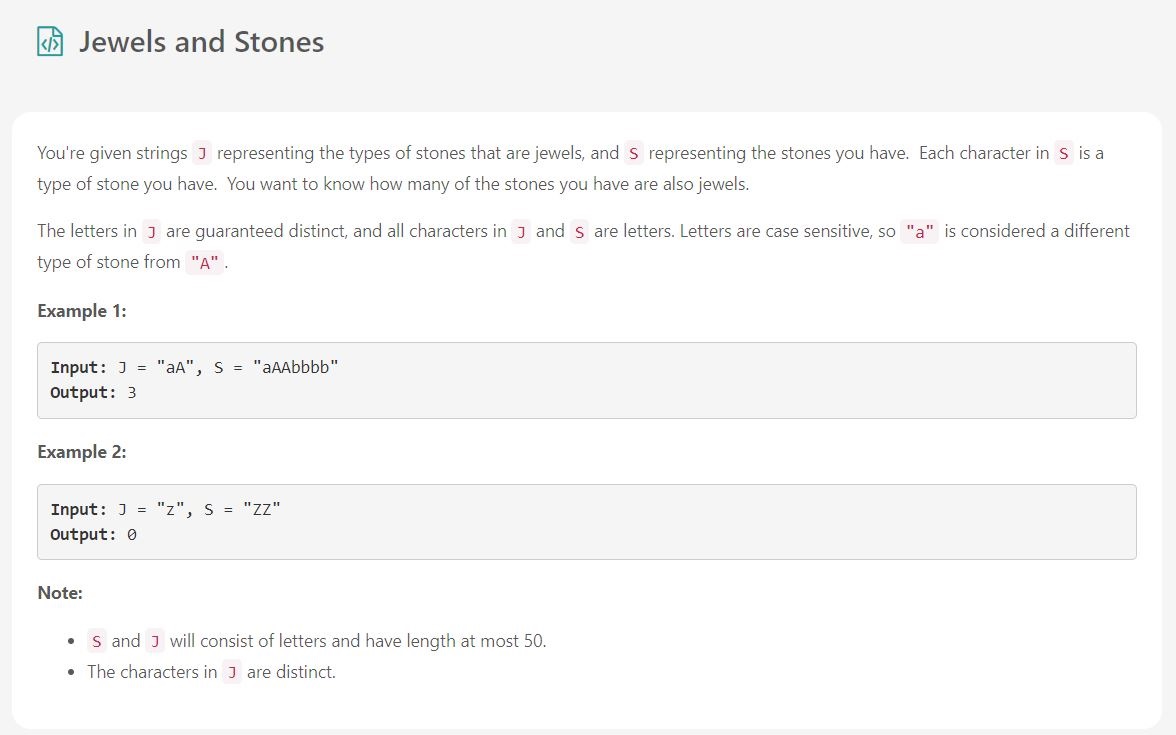 Jewels and Stones
You're given strings J representing the types of stones that are jewels, and S representing the stones you have. Each character in S is a
type of stone you have. You want to know how many of the stones you have are also jewels.
The letters in J are guaranteed distinct, and all characters in J and S are letters. Letters are case sensitive, so "a" is considered a different
type of stone from "A".
Example 1:
Input: J = "aA", S = "aAAbbbb"
Output: 3
Example 2:
Input: J = "z", S = "ZZ"
Output: 0
Note:
• S and J will consist of letters and have length at most 50.
• The characters in J are distinct.